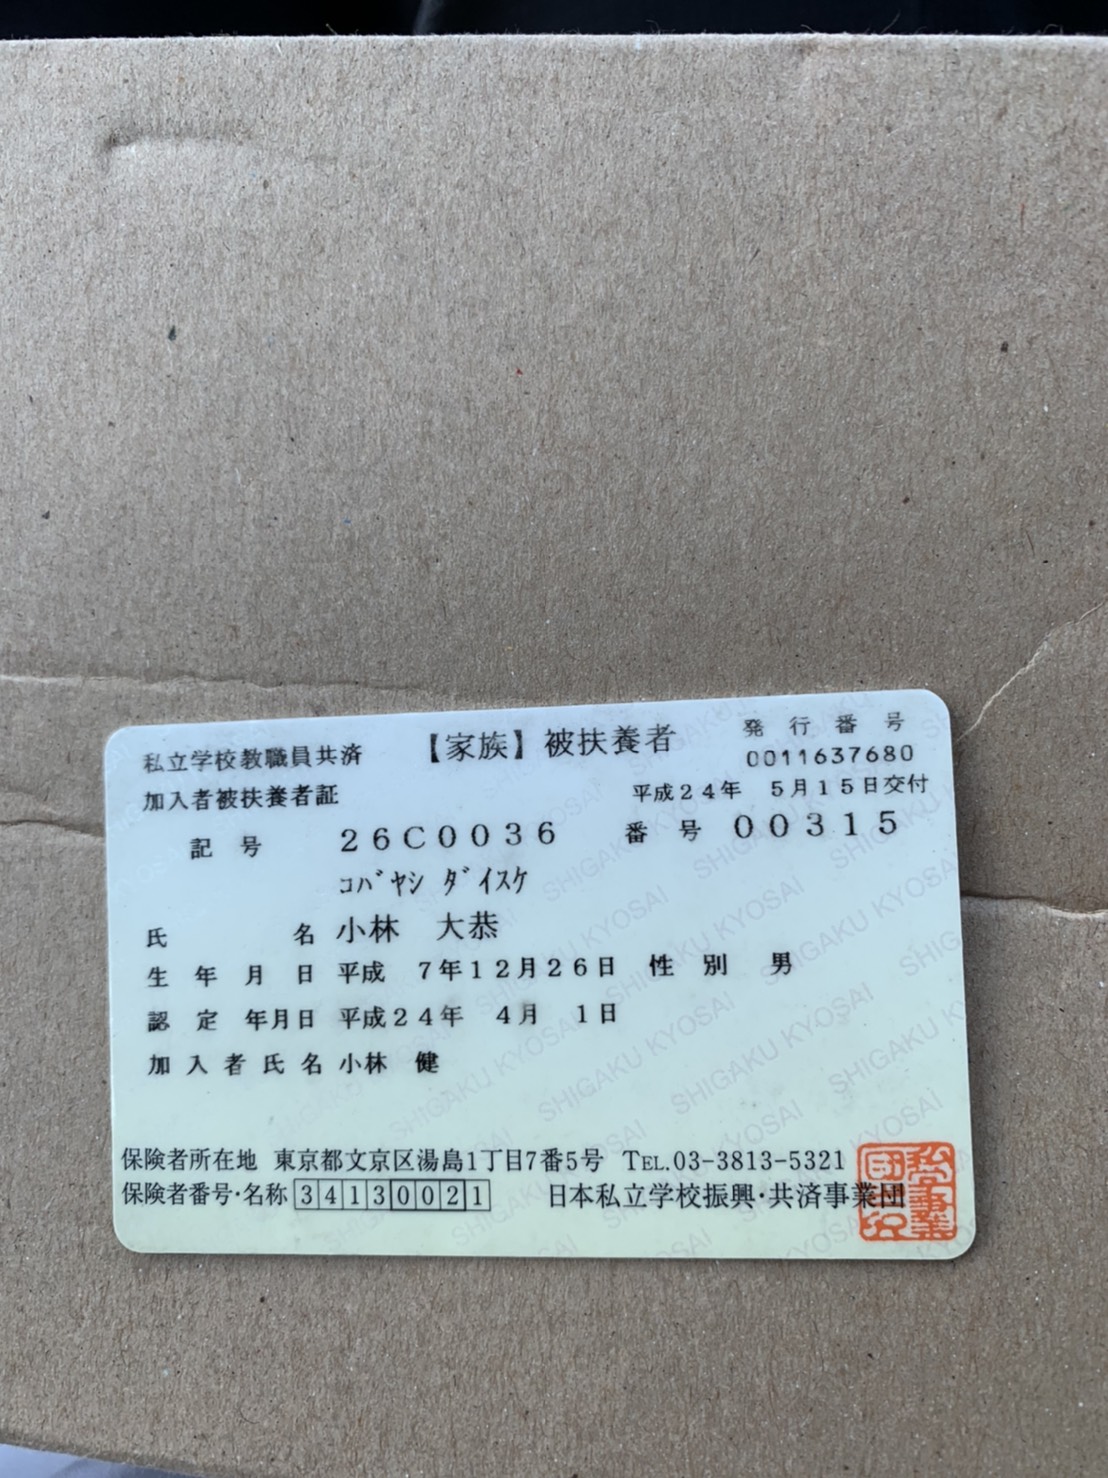 私立学校教職員共済 【家族】被扶養者 発行番号
0011637680
加入者被扶養者証 平成24年 5月15日交付
記号 26C0036 番号 00315
コバヤシ ダイスケ
氏名 小林 大恭
生年月日 平成 7年12月26日 性別 男
認定年月日 平成24年 4月 1日
加入者氏名 小林 健
保険者所在地 東京都文京区湯島1丁目7番5号 TEL.03-3813-5321
保険者番号・名称 34130021 日本私立学校振興・共済事業団
SHIGAKU KYOSAI